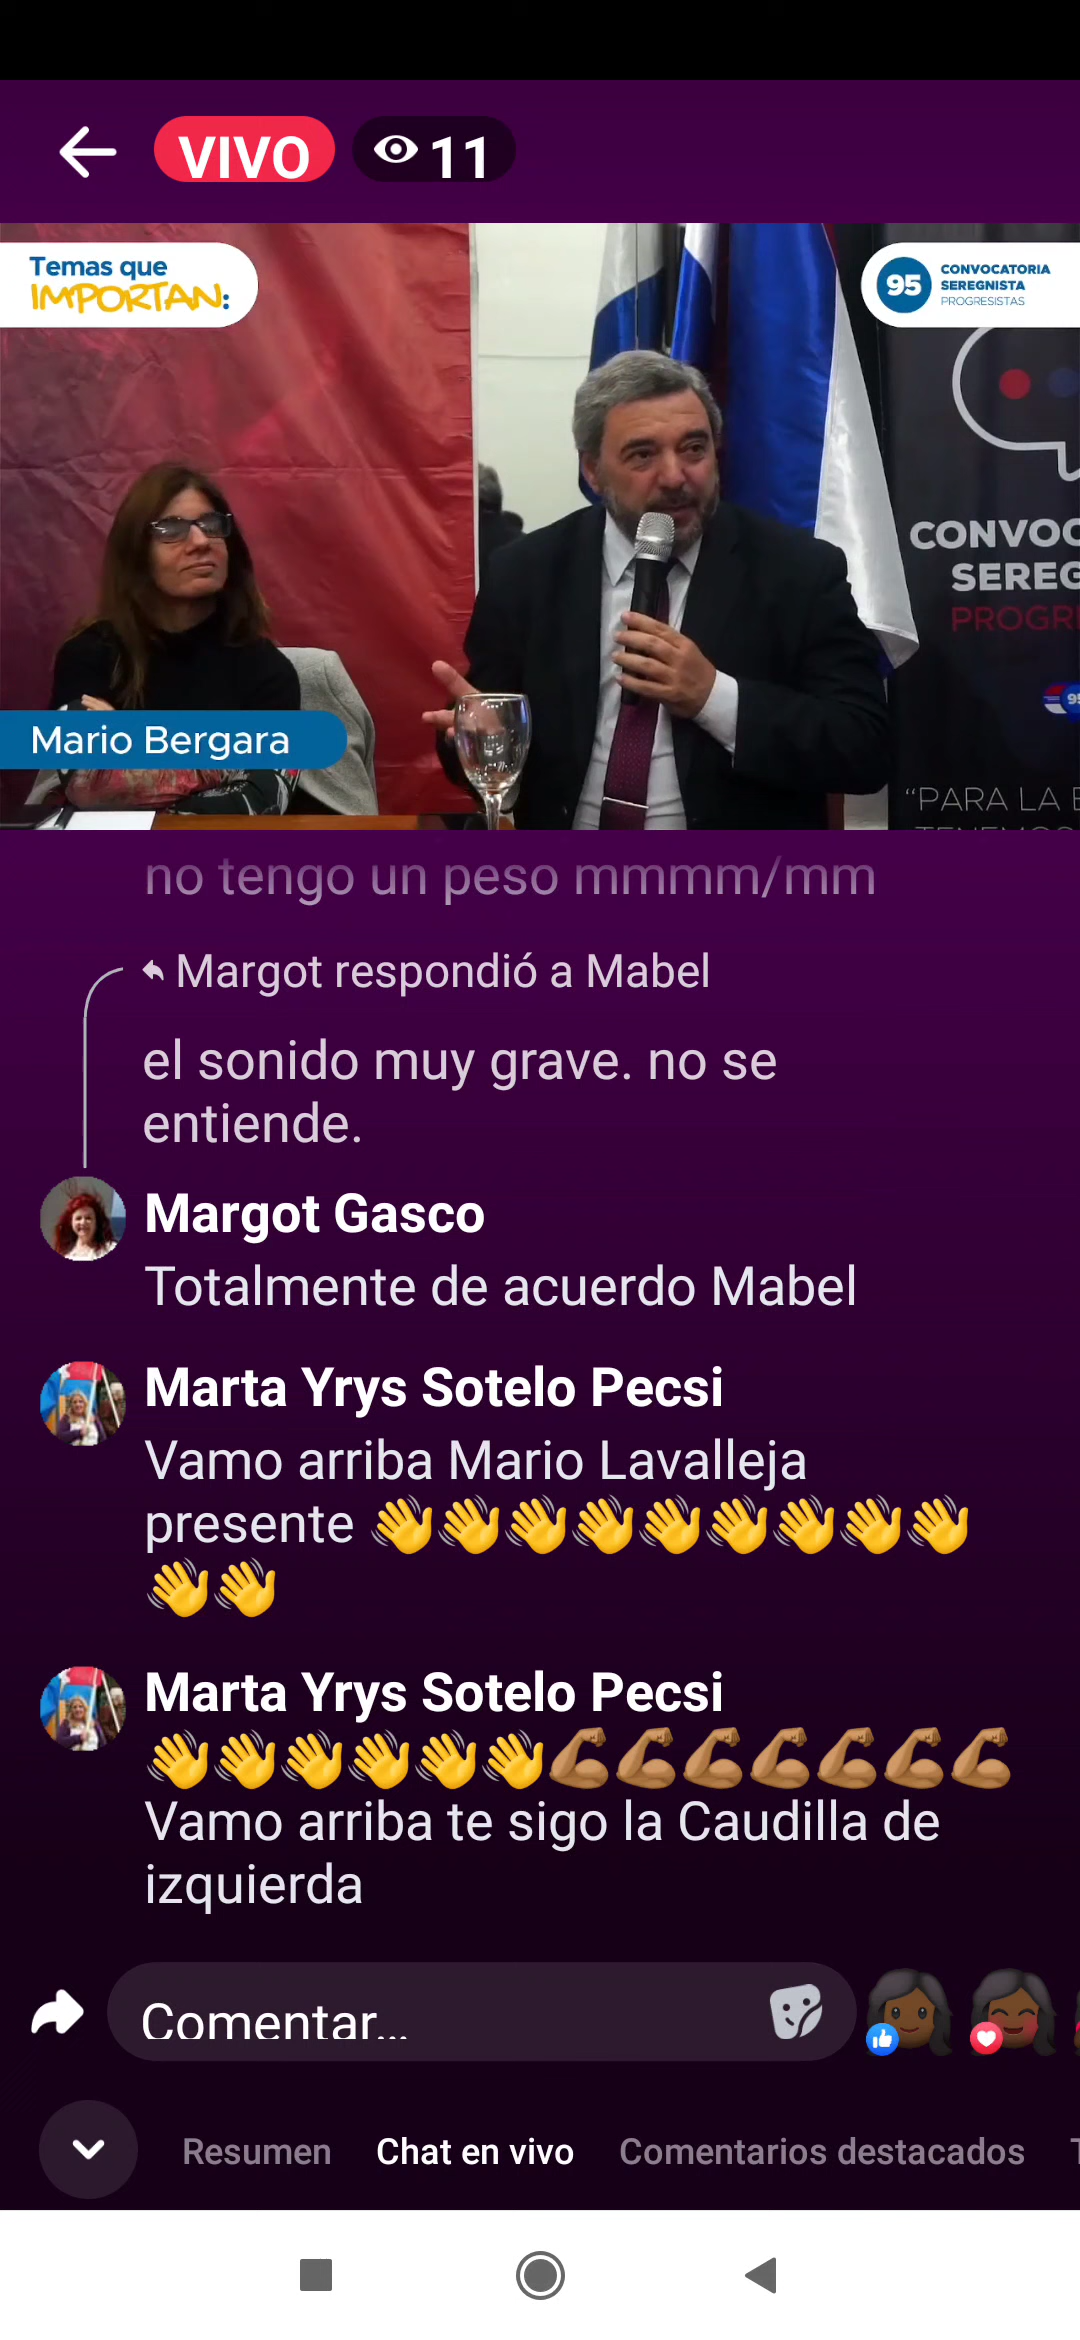 VIVO
11
Temas que
IMPORTAN:
95
CONVOCATORIA
SEREGNISTA
PROGRESISTAS
CONVOC
SEREG
PROGR
95
Mario Bergara
"PARA LA
no tengo un peso mmmm/mm
Margot respondió a Mabel
el sonido muy grave. no se
entiende.
Margot Gasco
Totalmente de acuerdo Mabel
Marta Yrys Sotelo Pecsi
Vamo arriba Mario Lavalleja
presente 👋👋👋👋👋👋👋👋👋
👋👋
Marta Yrys Sotelo Pecsi
👋👋👋👋👋👋💪🏽💪🏽💪🏽💪🏽💪🏽💪🏽💪🏽
Vamo arriba te sigo la Caudilla de
izquierda
Comentar...
Resumen Chat en vivo Comentarios destacados